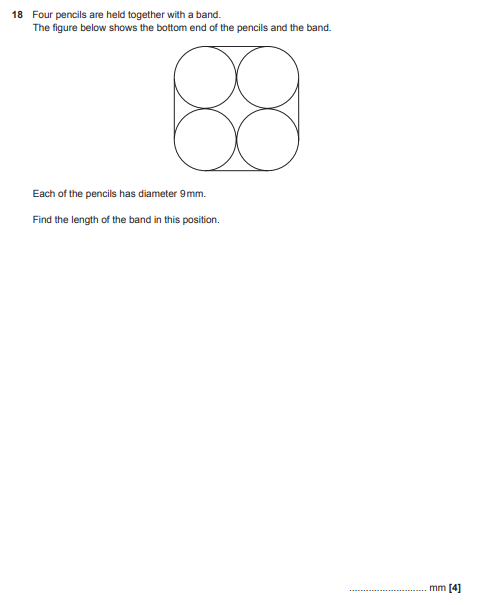 18 Four pencils are held together with a band.
The figure below shows the bottom end of the pencils and the band.
Each of the pencils has diameter 9 mm.
Find the length of the band in this position.
........................... mm [4]